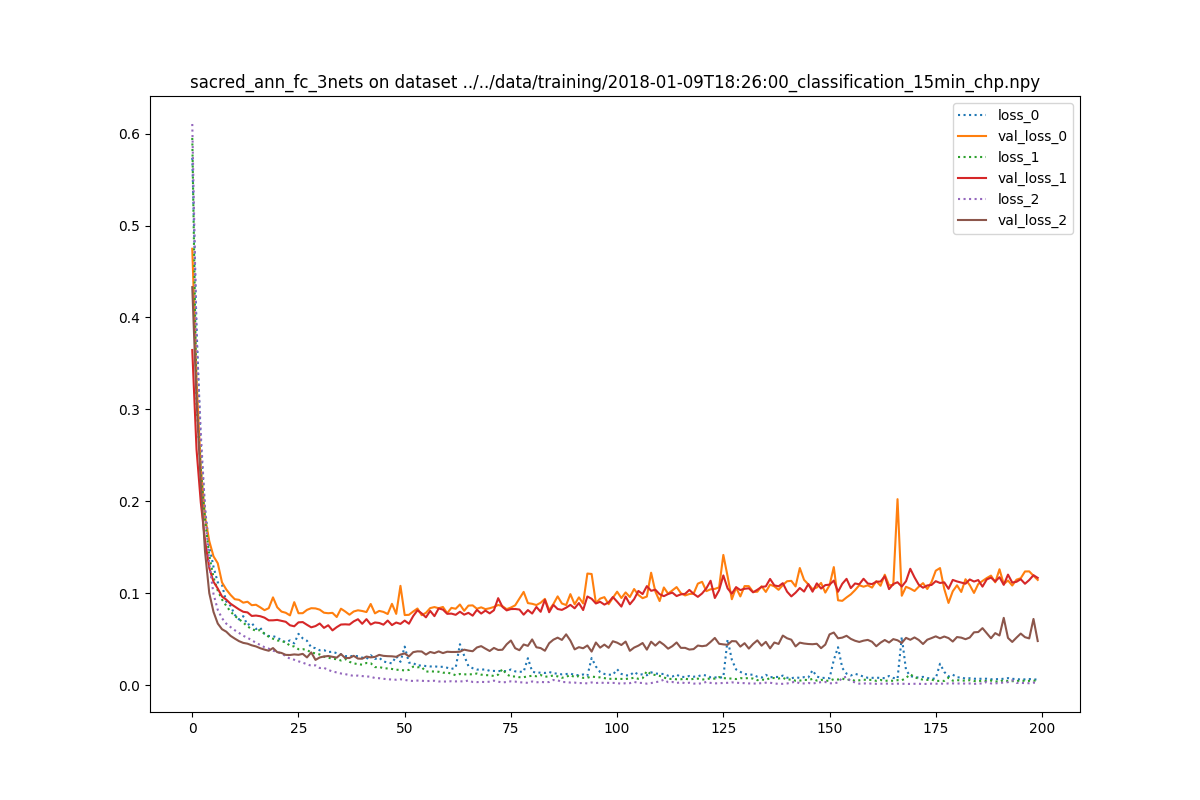 sacred_ann_fc_3nets on dataset ../../data/training/2018-01-09T18:26:00_classification_15min_chp.npy
loss_0
val_loss_0
loss_1
val_loss_1
loss_2
val_loss_2
0.6
0.5
0.4
0.3
0.2
0.1
0.0
0 25 50 75 100 125 150 175 200